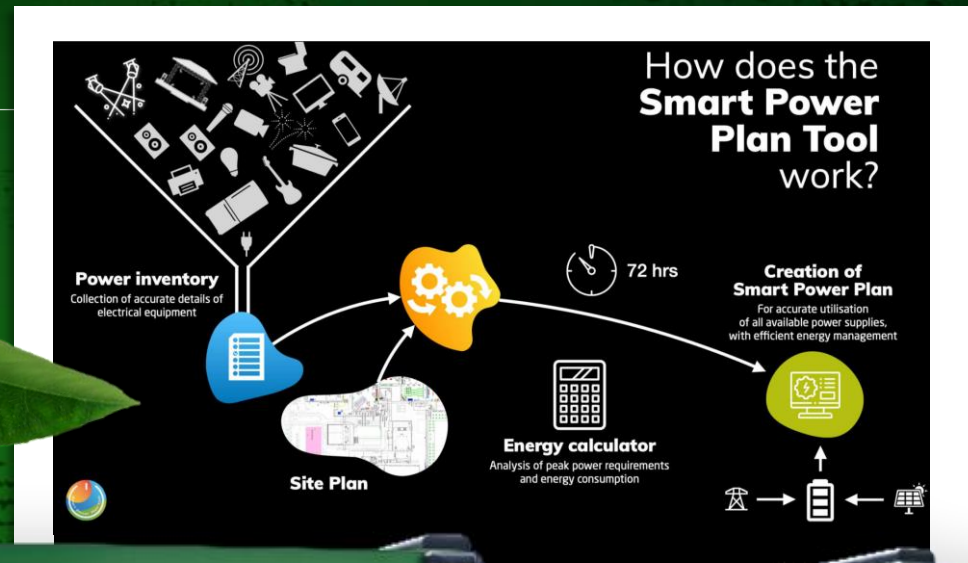 How does the
Smart Power
Plan Tool
work?
Power inventory
Collection of accurate details of
electrical equipment
72 hrs
Creation of
Smart Power Plan
For accurate utilisation
of all available power supplies,
with efficient energy management
Site Plan
Energy calculator
Analysis of peak power requirements
and energy consumption